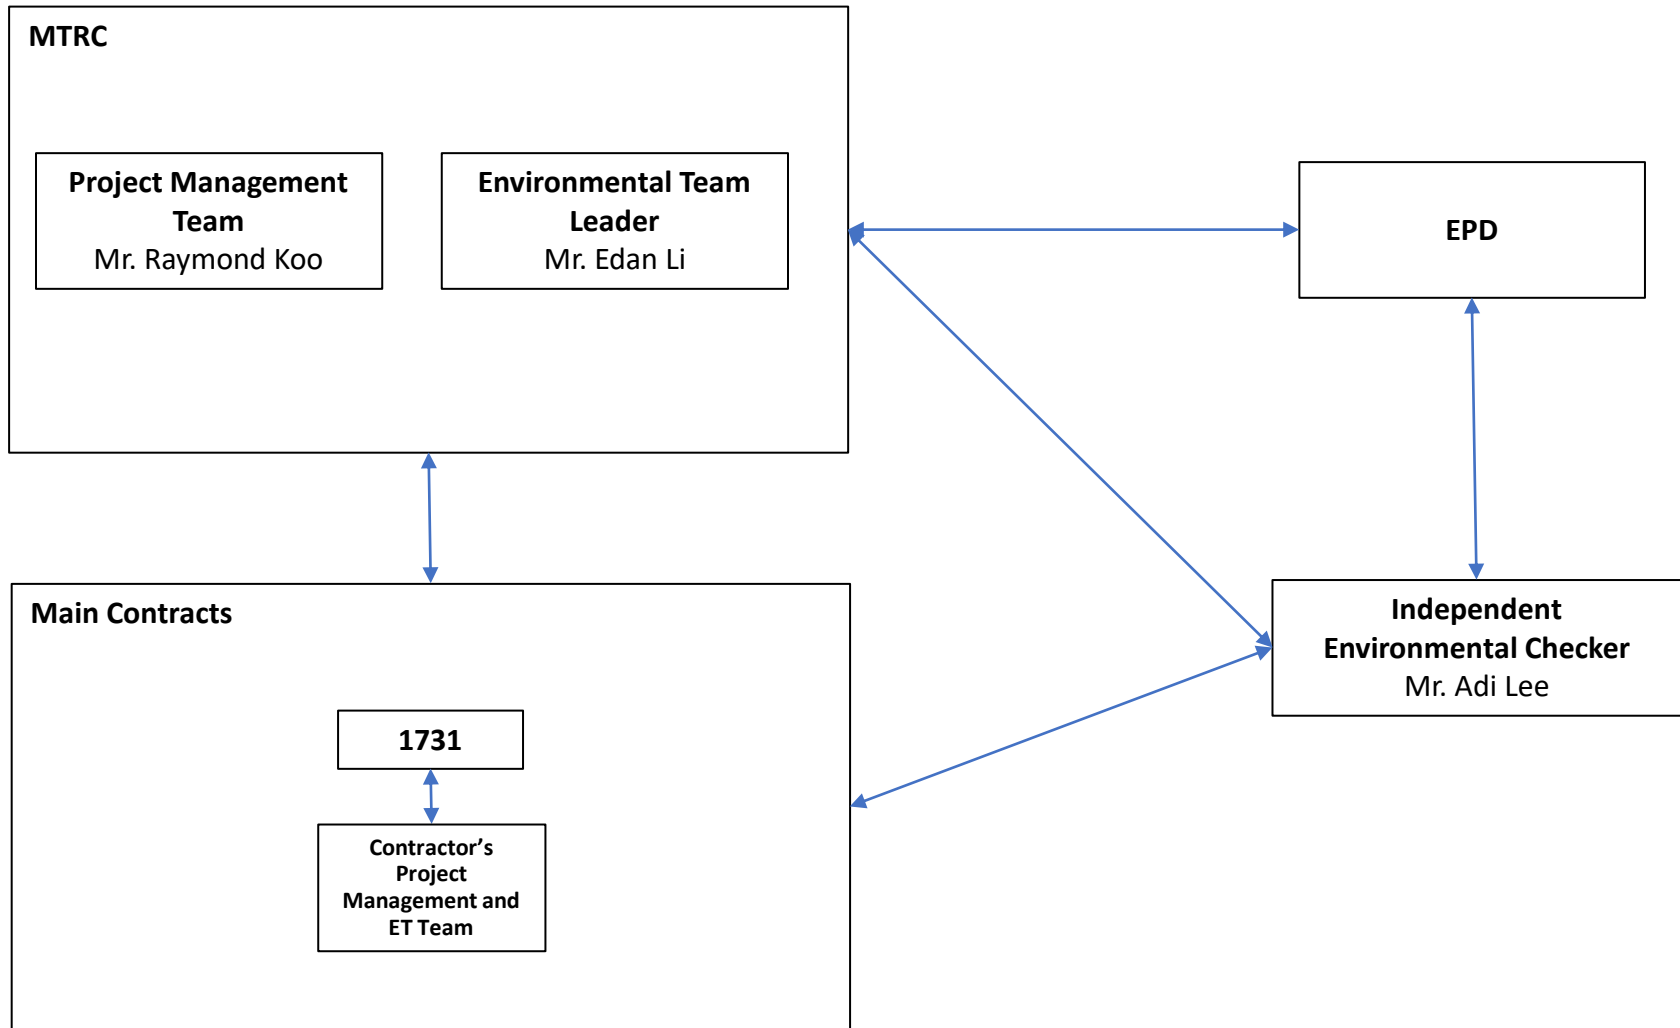 MTRC
Project Management
Team
Mr. Raymond Koo
Environmental Team
Leader
Mr. Edan Li
EPD
Main Contracts
1731
Contractor’s
Project
Management and
ET Team
Independent
Environmental Checker
Mr. Adi Lee